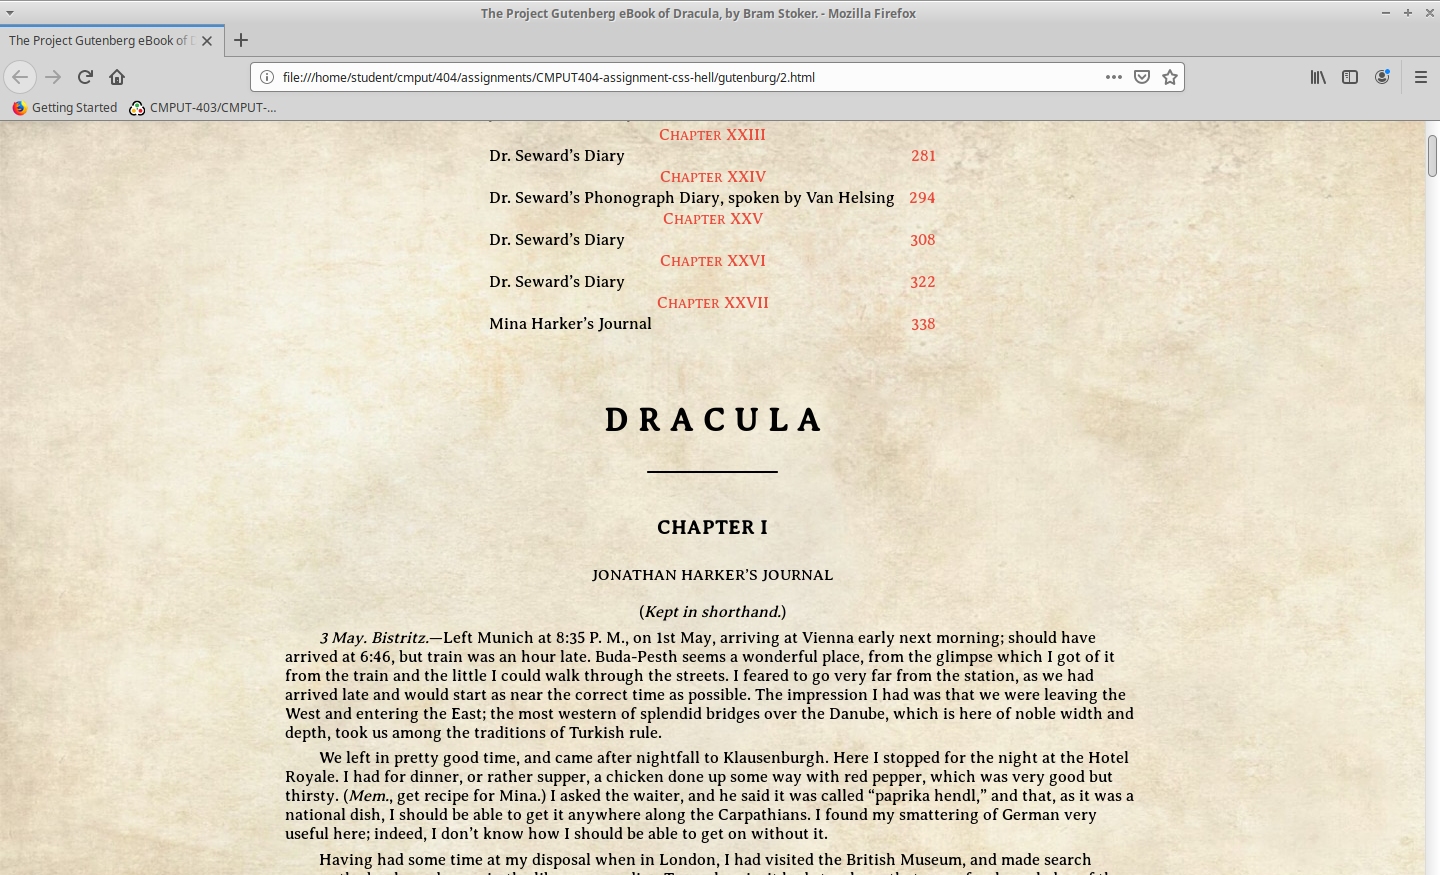 The Project Gutenberg eBook of Dracula, by Bram Stoker. - Mozilla Firefox
The Project Gutenberg eBook of D
file:///home/student/cmput/404/assignments/CMPUT404-assignment-css-hell/gutenburg/2.html
Getting Started CMPUT-403/CMPUT-...
Chapter XXIII
Dr. Seward’s Diary 281
Chapter XXIV
Dr. Seward’s Phonograph Diary, spoken by Van Helsing 294
Chapter XXV
Dr. Seward’s Diary 308
Chapter XXVI
Dr. Seward’s Diary 322
Chapter XXVII
Mina Harker’s Journal 338
DRACULA
CHAPTER I
JONATHAN HARKER’S JOURNAL
(Kept in shorthand.)
3 May. Bistritz.—Left Munich at 8:35 P. M., on 1st May, arriving at Vienna early next morning; should have
arrived at 6:46, but train was an hour late. Buda-Pesth seems a wonderful place, from the glimpse which I got of it
from the train and the little I could walk through the streets. I feared to go very far from the station, as we had
arrived late and would start as near the correct time as possible. The impression I had was that we were leaving the
West and entering the East; the most western of splendid bridges over the Danube, which is here of noble width and
depth, took us among the traditions of Turkish rule.
We left in pretty good time, and came after nightfall to Klausenburgh. Here I stopped for the night at the Hotel
Royale. I had for dinner, or rather supper, a chicken done up some way with red pepper, which was very good but
thirsty. (Mem., get recipe for Mina.) I asked the waiter, and he said it was called “paprika hendl,” and that, as it was a
national dish, I should be able to get it anywhere along the Carpathians. I found my smattering of German very
useful here; indeed, I don’t know how I should be able to get on without it.
Having had some time at my disposal when in London, I had visited the British Museum, and made search